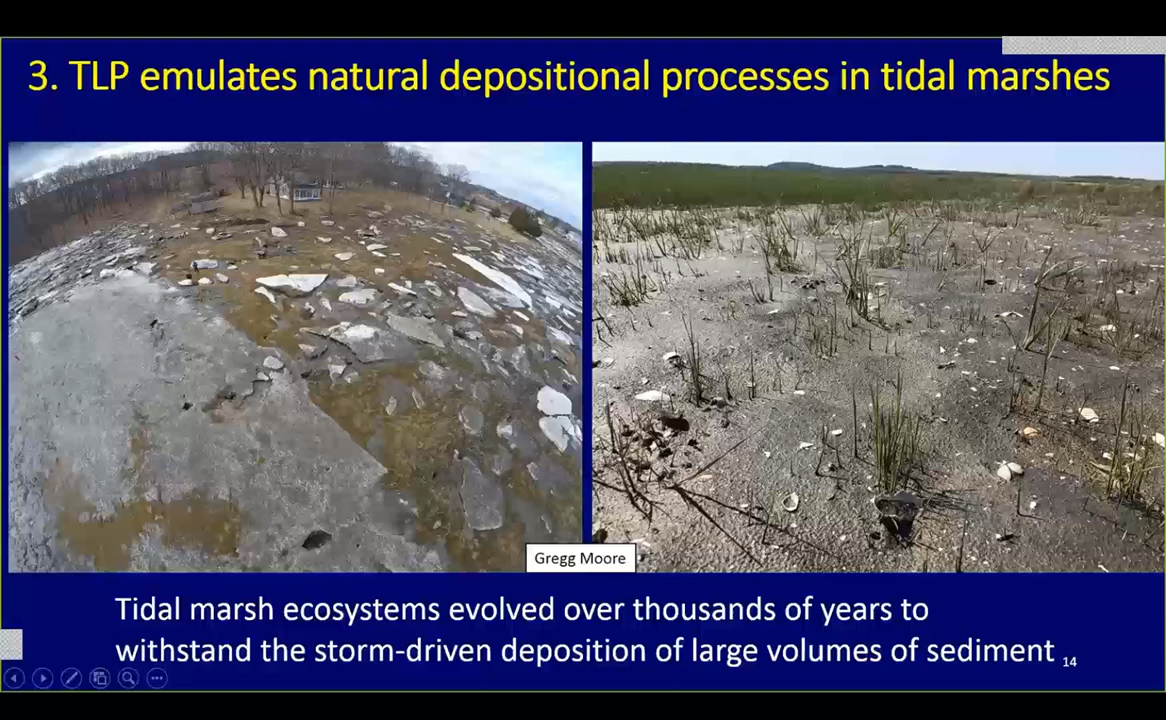 3. TLP emulates natural depositional processes in tidal marshes
Gregg Moore
Tidal marsh ecosystems evolved over thousands of years to
withstand the storm-driven deposition of large volumes of sediment
14